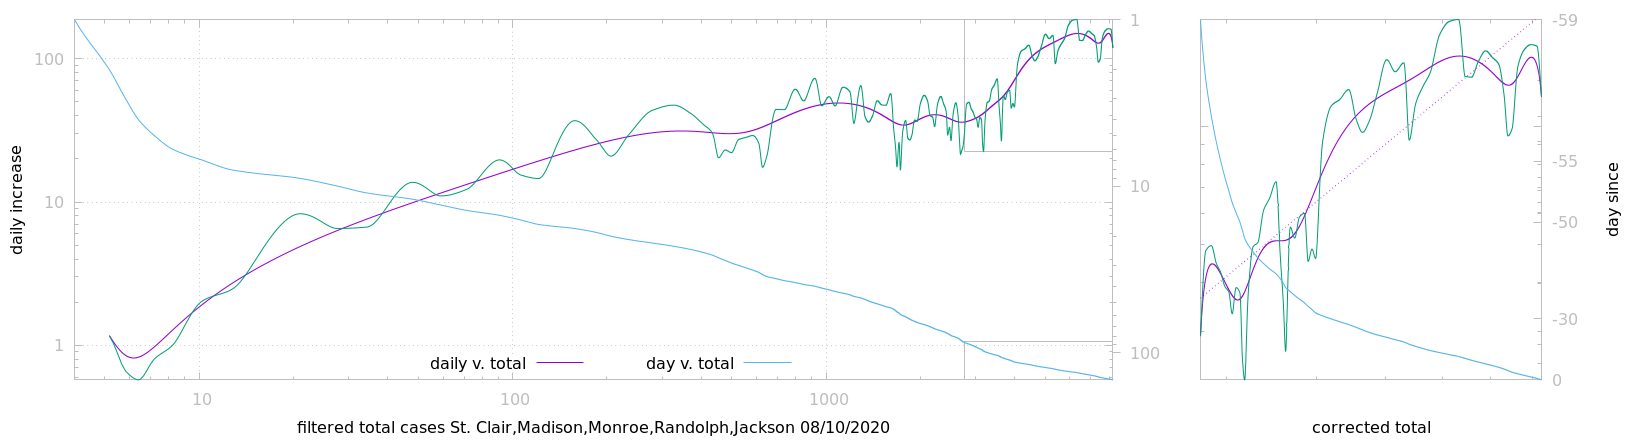 100
10
1
daily increase
10
100
1000
1
10
100
daily v. total
day v. total
filtered total cases St. Clair,Madison,Monroe,Randolph,Jackson 08/10/2020
-59
-55
-50
-30
0
day since
corrected total